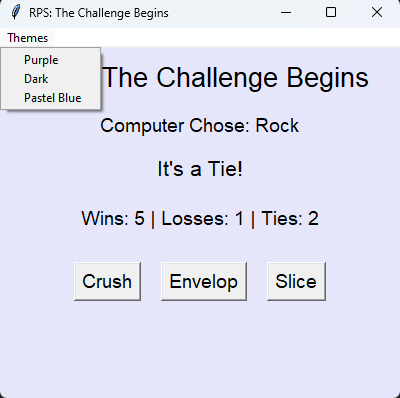 RPS: The Challenge Begins
Themes
Purple
Dark
Pastel Blue
The Challenge Begins
Computer Chose: Rock
It's a Tie!
Wins: 5 | Losses: 1 | Ties: 2
Crush Envelop Slice